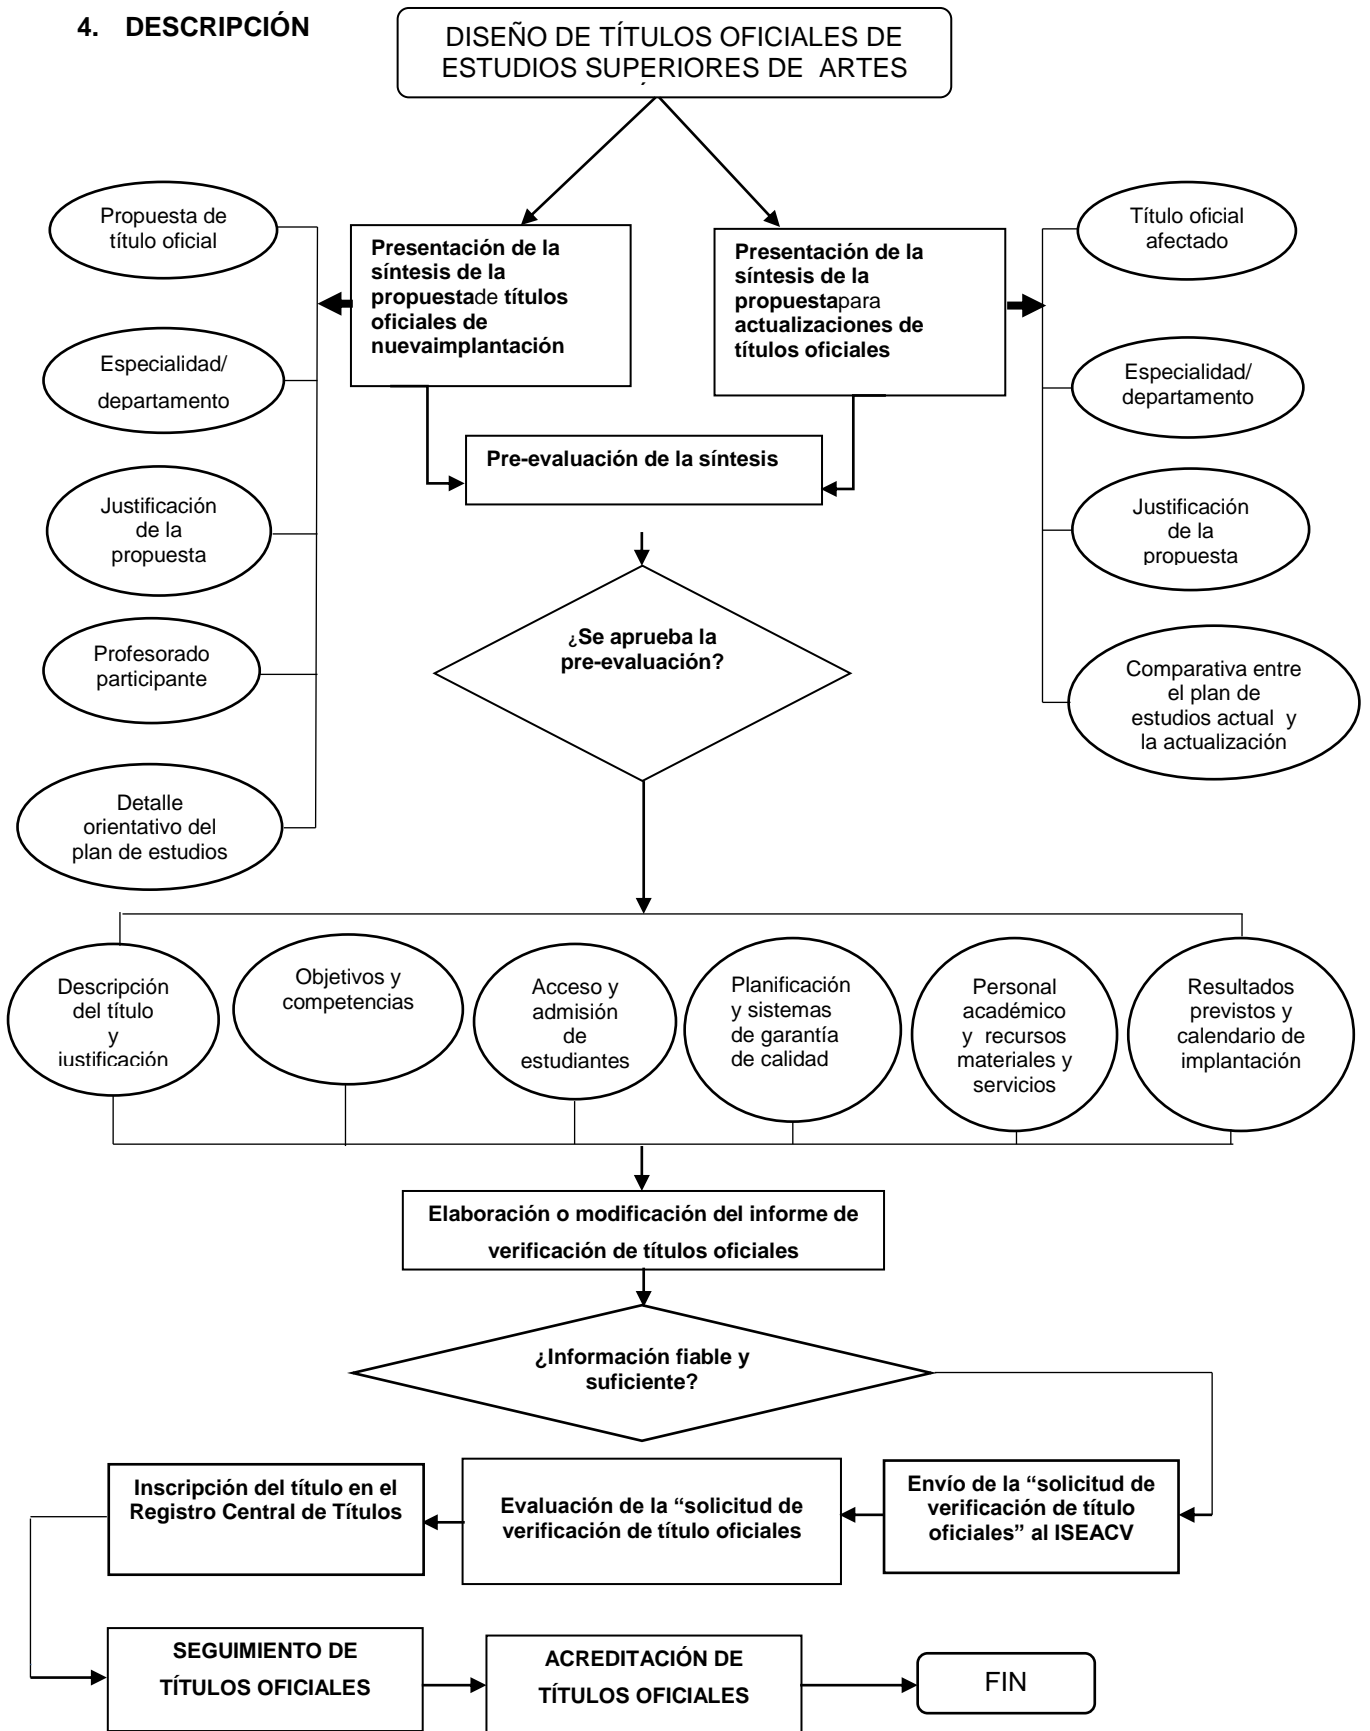 4. DESCRIPCIÓN
DISEÑO DE TÍTULOS OFICIALES DE
ESTUDIOS SUPERIORES DE ARTES
Propuesta de
título oficial
Especialidad/
departamento
Justificación
de la
propuesta
Profesorado
participante
Detalle
orientativo del
plan de estudios
Presentación de la
síntesis de la
propuestade títulos
oficiales de
nuevaimplantación
Presentación de la
síntesis de la
propuestapara
actualizaciones de
títulos oficiales
Título oficial
afectado
Especialidad/
departamento
Justificación
de la
propuesta
Comparativa entre
el plan de
estudios actual y
la actualización
Pre-evaluación de la síntesis
¿Se aprueba la
pre-evaluación?
Descripción
del título
y
justificación
Objetivos y
competencias
Acceso y
admisión
de
estudiantes
Planificación
y sistemas
de garantía
de calidad
Personal
académico
y recursos
materiales y
servicios
Resultados
previstos y
calendario de
implantación
Elaboración o modificación del informe de
verificación de títulos oficiales
¿Información fiable y
suficiente?
Inscripción del título en el
Registro Central de Títulos
Evaluación de la “solicitud de
verificación de título oficiales
Envío de la “solicitud de
verificación de título
oficiales” al ISEACV
SEGUIMIENTO DE
TÍTULOS OFICIALES
ACREDITACIÓN DE
TÍTULOS OFICIALES
FIN